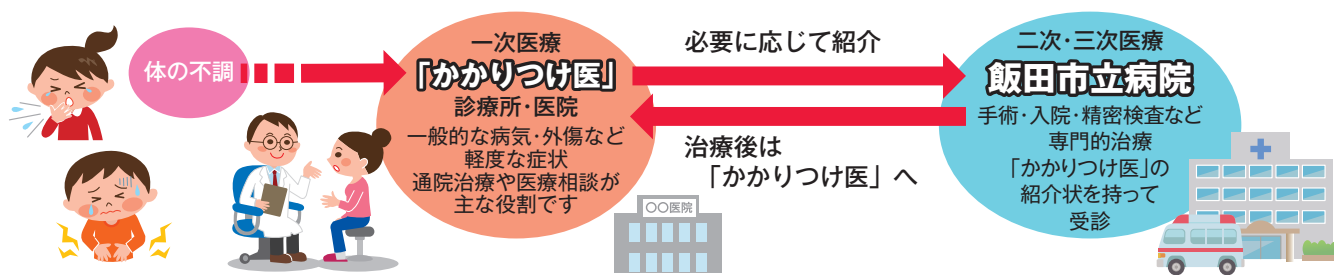 体の不調
一次医療
「かかりつけ医」
診療所・医院
一般的な病気・外傷など
軽度な症状
通院治療や医療相談が
主な役割です
必要に応じて紹介
治療後は
「かかりつけ医」へ
〇〇医院
二次・三次医療
飯田市立病院
手術・入院・精密検査など
専門的治療
「かかりつけ医」の
紹介状を持って
受診